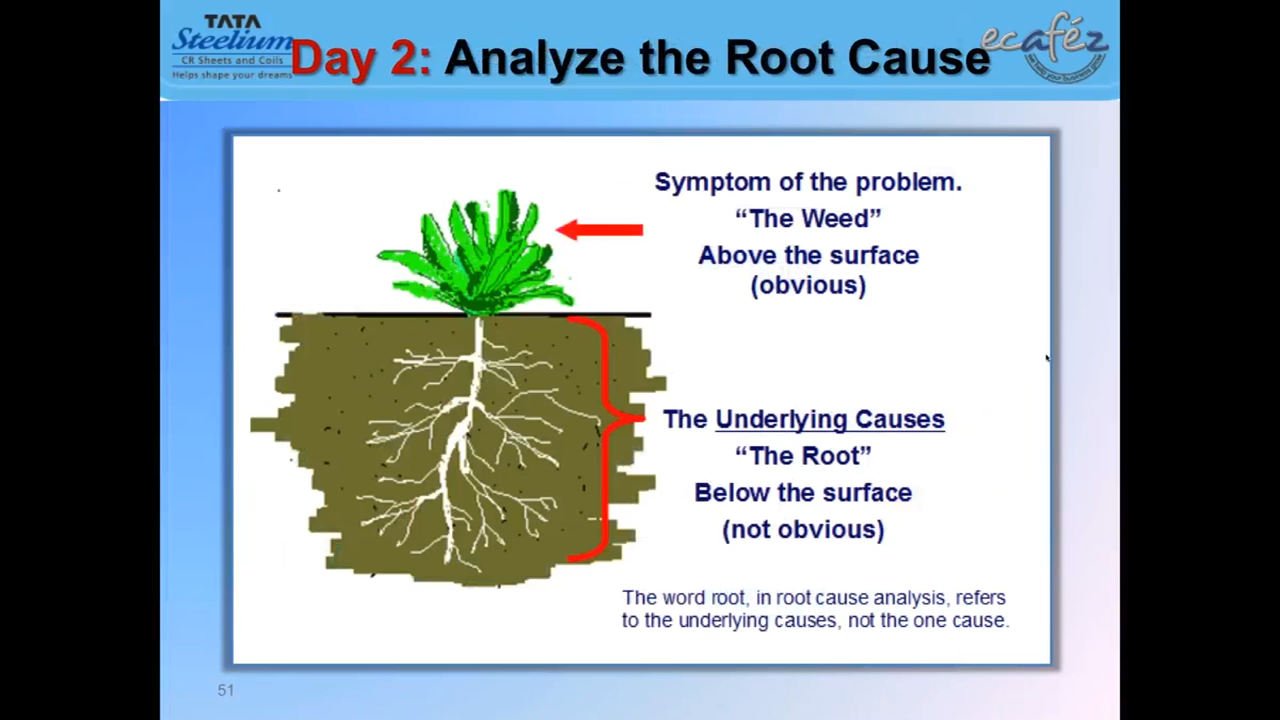 TATA
Steelium
CR Sheets and Coils
Helps shape your dreams
Day 2: Analyze the Root Cause
ecaféz
Symptom of the problem.
“The Weed”
Above the surface
(obvious)
The Underlying Causes
“The Root”
Below the surface
(not obvious)
The word root, in root cause analysis, refers
to the underlying causes, not the one cause.
51